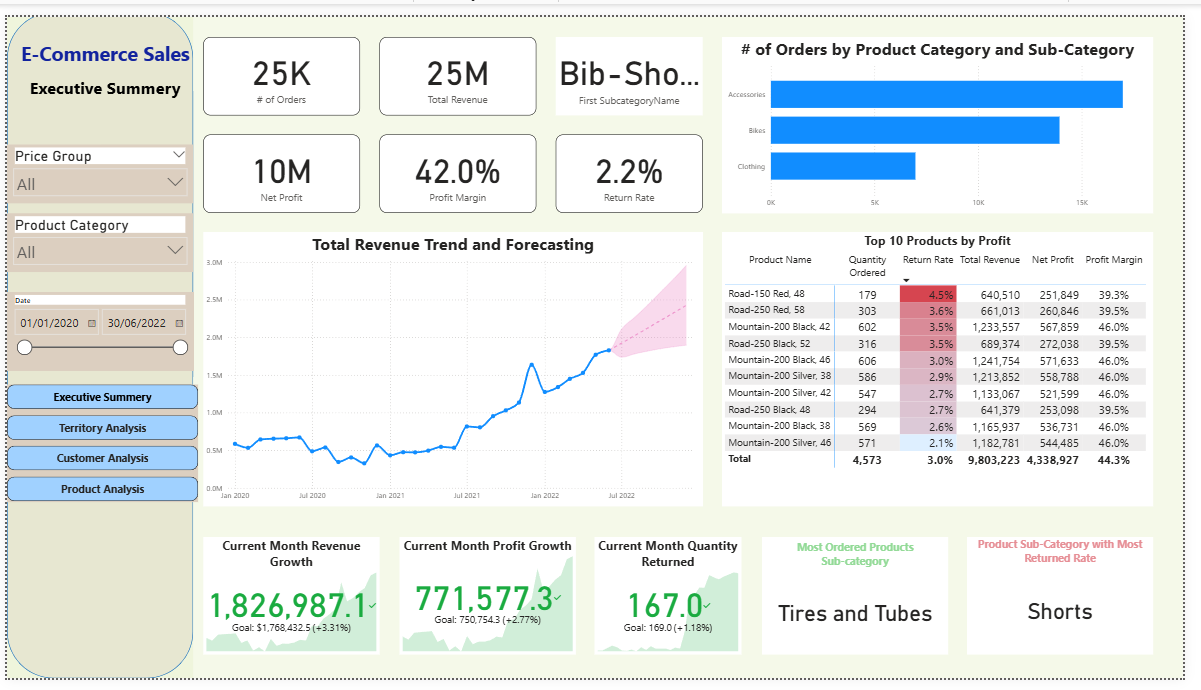 E-Commerce Sales
Executive Summery
Price Group
All
Product Category
All
Date
01/01/2020
30/06/2022
Executive Summery
Territory Analysis
Customer Analysis
Product Analysis
25K
# of Orders
25M
Total Revenue
Bib-Sho...
First SubcategoryName
10M
Net Profit
42.0%
Profit Margin
2.2%
Return Rate
# of Orders by Product Category and Sub-Category
Accessories
Bikes
Clothing
0K 5K 10K 15K
Total Revenue Trend and Forecasting
3.0M
2.5M
2.0M
1.5M
1.0M
0.5M
0.0M
Jan 2020 Jul 2020 Jan 2021 Jul 2021 Jan 2022 Jul 2022
Top 10 Products by Profit
Product Name Quantity Ordered Return Rate Total Revenue Net Profit Profit Margin
Road-150 Red, 48 179 4.5% 640,510 251,849 39.3%
Road-250 Red, 58 303 3.6% 661,013 260,846 39.5%
Mountain-200 Black, 42 602 3.5% 1,233,557 567,859 46.0%
Road-250 Black, 52 316 3.5% 689,374 272,038 39.5%
Mountain-200 Black, 46 606 3.0% 1,241,754 571,633 46.0%
Mountain-200 Silver, 38 586 2.9% 1,213,852 558,788 46.0%
Mountain-200 Silver, 42 547 2.7% 1,133,067 521,599 46.0%
Road-250 Black, 48 294 2.7% 641,379 253,098 39.5%
Mountain-200 Black, 38 569 2.6% 1,165,937 536,731 46.0%
Mountain-200 Silver, 46 571 2.1% 1,182,781 544,485 46.0%
Total 4,573 3.0% 9,803,223 4,338,927 44.3%
Current Month Revenue
Growth
1,826,987.1
Goal: $1,768,432.5 (+3.31%)
Current Month Profit Growth
771,577.3
Goal: 750,754.3 (+2.77%)
Current Month Quantity
Returned
167.0
Goal: 169.0 (+1.18%)
Most Ordered Products
Sub-category
Tires and Tubes
Product Sub-Category with Most
Returned Rate
Shorts